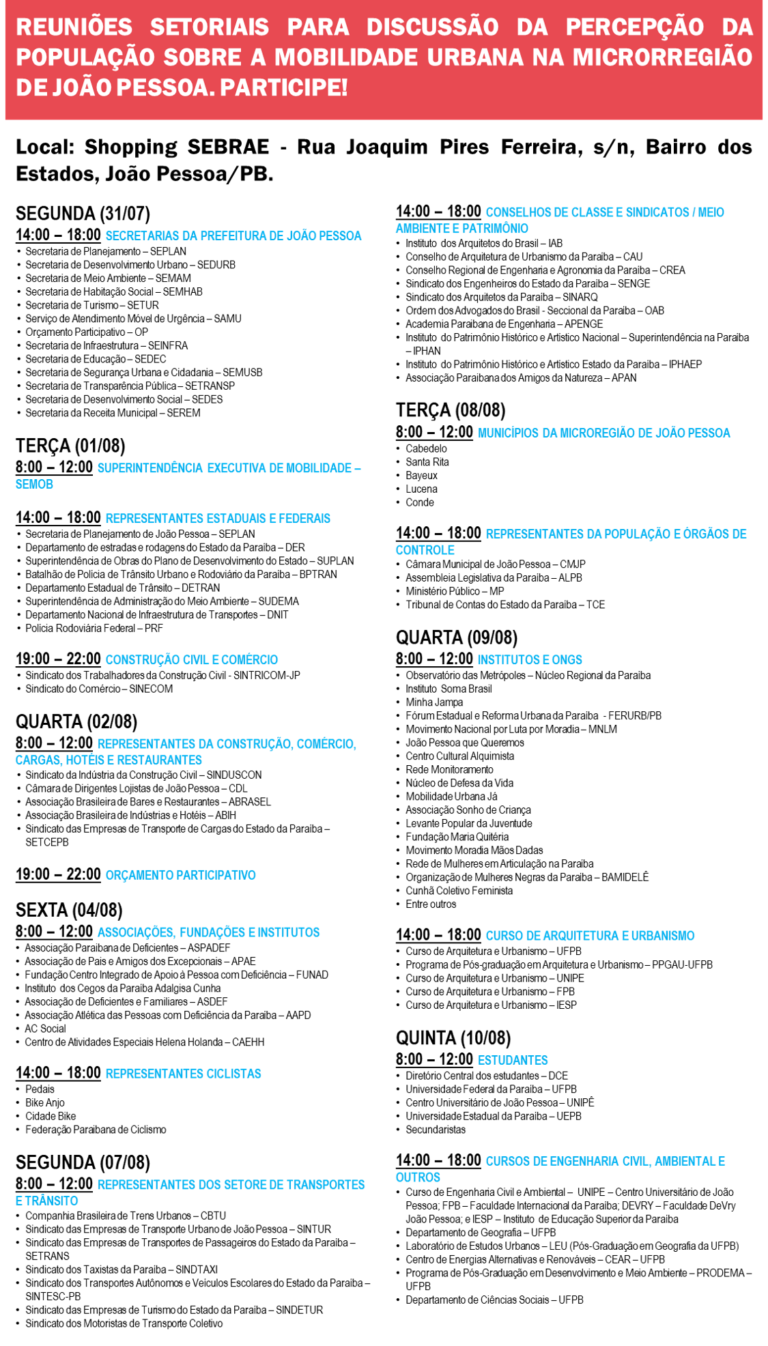 REUNIÕES SETORIAIS PARA DISCUSSÃO DA PERCEPÇÃO DA
POPULAÇÃO SOBRE A MOBILIDADE URBANA NA MICRORREGIÃO
DE JOÃO PESSOA. PARTICIPE!
Local: Shopping SEBRAE - Rua Joaquim Pires Ferreira, s/n, Bairro dos
Estados, João Pessoa/PB.
SEGUNDA (31/07)
14:00 – 18:00 SECRETARIAS DA PREFEITURA DE JOÃO PESSOA
• Secretaria de Planejamento – SEPLAN
• Secretaria de Desenvolvimento Urbano – SEDURB
• Secretaria de Meio Ambiente – SEMAM
• Secretaria de Habitação Social – SEMHAB
• Secretaria de Turismo – SETUR
• Serviço de Atendimento Móvel de Urgência – SAMU
• Orçamento Participativo – OP
• Secretaria de Infraestrutura – SEINFRA
• Secretaria de Educação – SEDEC
• Secretaria de Segurança Urbana e Cidadania – SEMUSB
• Secretaria de Transparência Pública – SETRANSP
• Secretaria de Desenvolvimento Social – SEDES
• Secretaria da Receita Municipal – SEREM
TERÇA (01/08)
8:00 – 12:00 SUPERINTENDÊNCIA EXECUTIVA DE MOBILIDADE –
SEMOB
14:00 – 18:00 REPRESENTANTES ESTADUAIS E FEDERAIS
• Secretaria de Planejamento de João Pessoa – SEPLAN
• Departamento de estradas e rodagens do Estado da Paraíba – DER
• Superintendência de Obras do Plano de Desenvolvimento do Estado – SUPLAN
• Batalhão de Polícia de Trânsito Urbano e Rodoviário da Paraíba – BPTRAN
• Departamento Estadual de Trânsito – DETRAN
• Superintendência de Administração do Meio Ambiente – SUDEMA
• Departamento Nacional de Infraestrutura de Transportes – DNIT
• Polícia Rodoviária Federal – PRF
19:00 – 22:00 CONSTRUÇÃO CIVIL E COMÉRCIO
• Sindicato dos Trabalhadores da Construção Civil - SINTRICOM-JP
• Sindicato do Comércio – SINECOM
QUARTA (02/08)
8:00 – 12:00 REPRESENTANTES DA CONSTRUÇÃO, COMÉRCIO,
CARGAS, HOTÉIS E RESTAURANTES
• Sindicato da Indústria da Construção Civil – SINDUSCON
• Câmara de Dirigentes Lojistas de João Pessoa – CDL
• Associação Brasileira de Bares e Restaurantes – ABRASEL
• Associação Brasileira de Indústrias e Hotéis – ABIH
• Sindicato das Empresas de Transporte de Cargas do Estado da Paraíba –
SETCEPB
19:00 – 22:00 ORÇAMENTO PARTICIPATIVO
SEXTA (04/08)
8:00 – 12:00 ASSOCIAÇÕES, FUNDAÇÕES E INSTITUTOS
• Associação Paraibana de Deficientes – ASPADEF
• Associação de Pais e Amigos dos Excepcionais – APAE
• Fundação Centro Integrado de Apoio à Pessoa com Deficiência – FUNAD
• Instituto dos Cegos da Paraíba Adalgisa Cunha
• Associação de Deficientes e Familiares – ASDEF
• Associação Atlética das Pessoas com Deficiência da Paraíba – AAPD
• AC Social
• Centro de Atividades Especiais Helena Holanda – CAEHH
14:00 – 18:00 REPRESENTANTES CICLISTAS
• Pedais
• Bike Anjo
• Cidade Bike
• Federação Paraibana de Ciclismo
SEGUNDA (07/08)
8:00 – 12:00 REPRESENTANTES DOS SETORE DE TRANSPORTES
E TRÂNSITO
• Companhia Brasileira de Trens Urbanos – CBTU
• Sindicato das Empresas de Transporte Urbano de João Pessoa – SINTUR
• Sindicato das Empresas de Transportes de Passageiros do Estado da Paraíba –
SETRANS
• Sindicato dos Taxistas da Paraíba – SINDTAXI
• Sindicato dos Transportes Autônomos e Veículos Escolares do Estado da Paraíba –
SINTESC-PB
• Sindicato das Empresas de Turismo do Estado da Paraíba – SINDETUR
• Sindicato dos Motoristas de Transporte Coletivo
14:00 – 18:00 CONSELHOS DE CLASSE E SINDICATOS / MEIO
AMBIENTE E PATRIMÔNIO
• Instituto dos Arquitetos do Brasil – IAB
• Conselho de Arquitetura de Urbanismo da Paraíba – CAU
• Conselho Regional de Engenharia e Agronomia da Paraíba – CREA
• Sindicato dos Engenheiros do Estado da Paraíba – SENGE
• Sindicato dos Arquitetos da Paraíba – SINARQ
• Ordem dos Advogados do Brasil - Seccional da Paraíba – OAB
• Academia Paraibana de Engenharia – APENGE
• Instituto do Patrimônio Histórico e Artístico Nacional – Superintendência na Paraíba
– IPHAN
• Instituto do Patrimônio Histórico e Artístico Estado da Paraíba – IPHAEP
• Associação Paraibana dos Amigos da Natureza – APAN
TERÇA (08/08)
8:00 – 12:00 MUNICÍPIOS DA MICROREGIÃO DE JOÃO PESSOA
• Cabedelo
• Santa Rita
• Bayeux
• Lucena
• Conde
14:00 – 18:00 REPRESENTANTES DA POPULAÇÃO E ÓRGÃOS DE
CONTROLE
• Câmara Municipal de João Pessoa – CMJP
• Assembleia Legislativa da Paraíba – ALPB
• Ministério Público – MP
• Tribunal de Contas do Estado da Paraíba – TCE
QUARTA (09/08)
8:00 – 12:00 INSTITUTOS E ONGS
• Observatório das Metrópoles – Núcleo Regional da Paraíba
• Instituto Soma Brasil
• Minha Jampa
• Fórum Estadual e Reforma Urbana da Paraíba - FERURB/PB
• Movimento Nacional por Luta por Moradia – MNLM
• João Pessoa que Queremos
• Centro Cultural Alquimista
• Rede Monitoramento
• Núcleo de Defesa da Vida
• Mobilidade Urbana Já
• Associação Sonho de Criança
• Levante Popular da Juventude
• Fundação Maria Quitéria
• Movimento Moradia Mãos Dadas
• Rede de Mulheres em Articulação na Paraíba
• Organização de Mulheres Negras da Paraíba – BAMIDELÊ
• Cunhã Coletivo Feminista
• Entre outros
14:00 – 18:00 CURSO DE ARQUITETURA E URBANISMO
• Curso de Arquitetura e Urbanismo – UFPB
• Programa de Pós-graduação em Arquitetura e Urbanismo – PPGAU-UFPB
• Curso de Arquitetura e Urbanismo – UNIPE
• Curso de Arquitetura e Urbanismo – FPB
• Curso de Arquitetura e Urbanismo – IESP
QUINTA (10/08)
8:00 – 12:00 ESTUDANTES
• Diretório Central dos estudantes – DCE
• Universidade Federal da Paraíba – UFPB
• Centro Universitário de João Pessoa – UNIPÊ
• Universidade Estadual da Paraíba – UEPB
• Secundaristas
14:00 – 18:00 CURSOS DE ENGENHARIA CIVIL, AMBIENTAL E
OUTROS
• Curso de Engenharia Civil e Ambiental – UNIPE – Centro Universitário de João
Pessoa; FPB – Faculdade Internacional da Paraíba; DEVRY – Faculdade DeVry
João Pessoa; e IESP – Instituto de Educação Superior da Paraíba
• Departamento de Geografia – UFPB
• Laboratório de Estudos Urbanos – LEU (Pós-Graduação em Geografia da UFPB)
• Centro de Energias Alternativas e Renováveis – CEAR – UFPB
• Programa de Pós-Graduação em Desenvolvimento e Meio Ambiente – PRODEMA –
UFPB
• Departamento de Ciências Sociais – UFPB